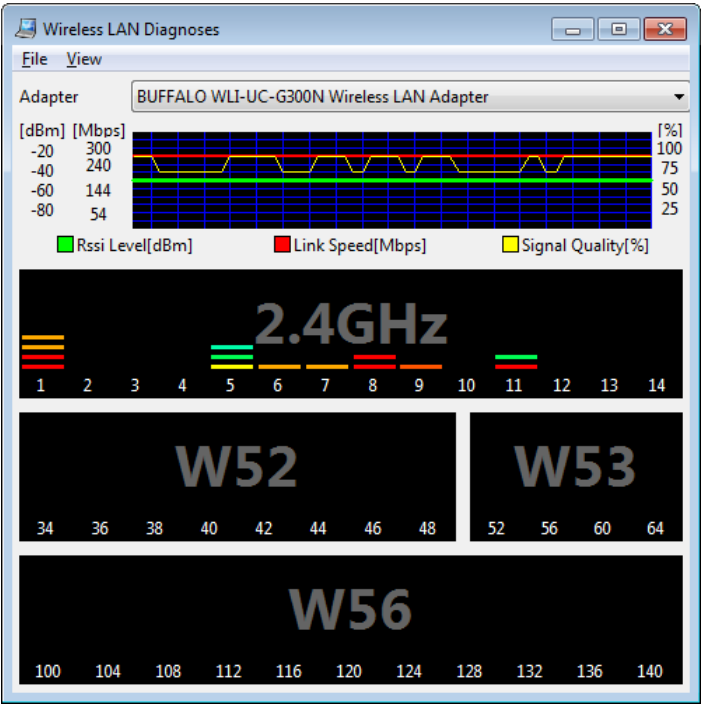 Wireless LAN Diagnoses
File View
Adapter BUFFALO WLI-UC-G300N Wireless LAN Adapter
[dBm] [Mbps] [%]
-20 300 100
-40 240 75
-60 144 50
-80 54 25
Rssi Level[dBm] Link Speed[Mbps] Signal Quality[%]
2.4GHz
1 2 3 4 5 6 7 8 9 10 11 12 13 14
W52 W53
34 36 38 40 42 44 46 48 52 56 60 64
W56
100 104 108 112 116 120 124 128 132 136 140